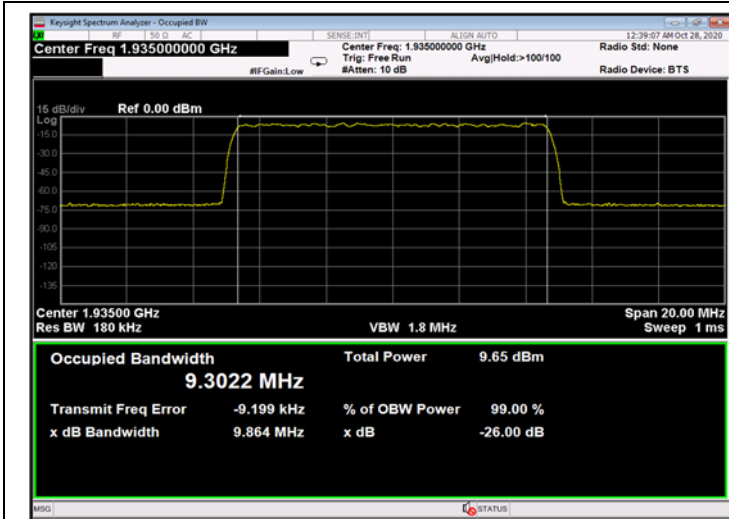 Keysight Spectrum Analyzer - Occupied BW
RF 50 Ω AC SENSE:INT ALIGN AUTO 12:39:07 AM Oct 28, 2020
Center Freq 1.935000000 GHz
Center Freq: 1.935000000 GHz
Radio Std: None
Trig: Free Run Avg|Hold:>100/100
#IFGain:Low #Atten: 10 dB Radio Device: BTS
15 dB/div Ref 0.00 dBm
Log
-15.0
-30.0
-45.0
-60.0
-75.0
-90.0
-105
-120
-135
Center 1.93500 GHz Span 20.00 MHz
Res BW 180 kHz VBW 1.8 MHz Sweep 1 ms
Occupied Bandwidth Total Power 9.65 dBm
9.3022 MHz
Transmit Freq Error -9.199 kHz % of OBW Power 99.00 %
x dB Bandwidth 9.864 MHz x dB -26.00 dB
MSG STATUS